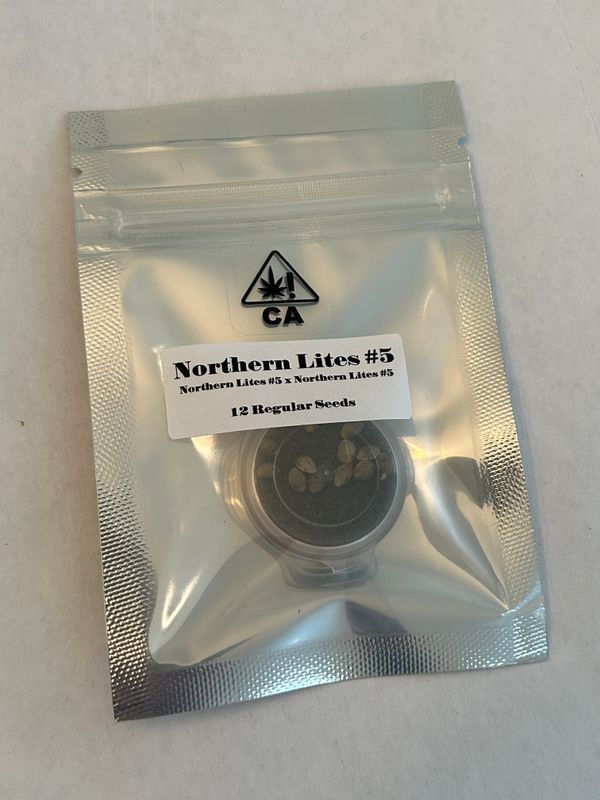 !
CA
Northern Lites #5
Northern Lites #5 x Northern Lites #5
12 Regular Seeds